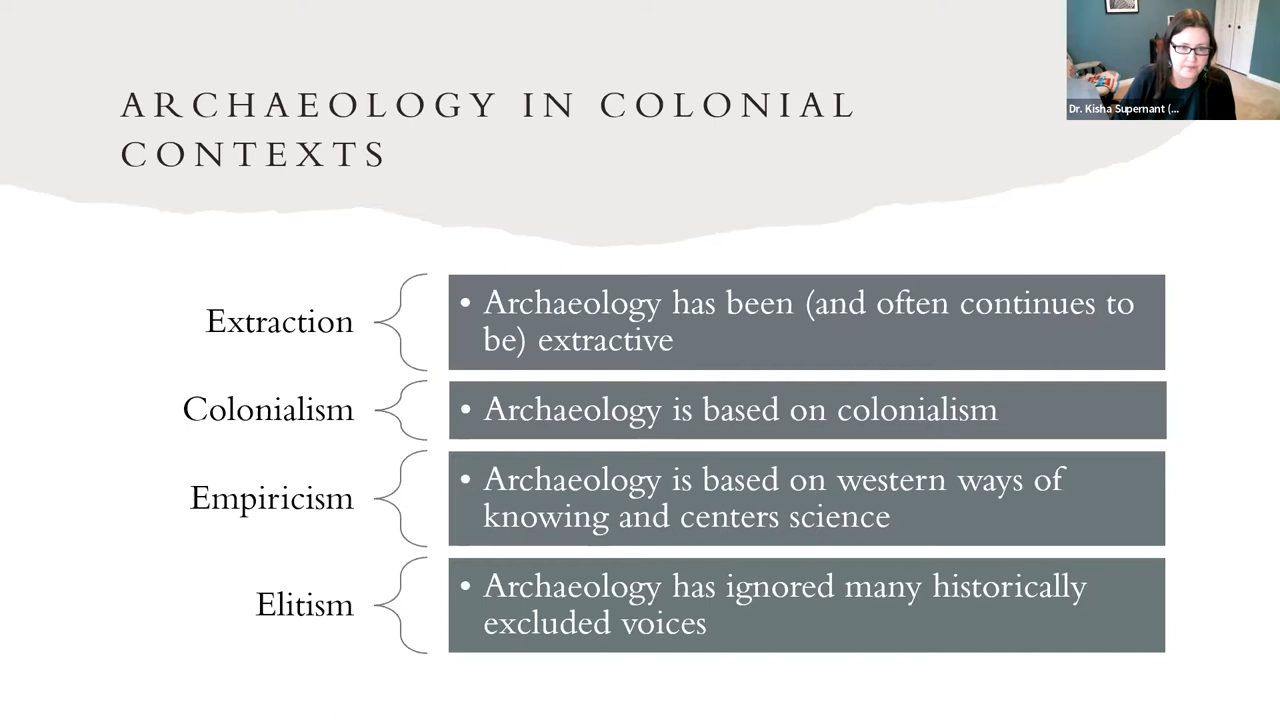 ARCHAEOLOGY IN COLONIAL
CONTEXTS
Dr. Kisha Supernant (...
Extraction
• Archaeology has been (and often continues to
be) extractive
Colonialism
• Archaeology is based on colonialism
Empiricism
• Archaeology is based on western ways of
knowing and centers science
Elitism
• Archaeology has ignored many historically
excluded voices